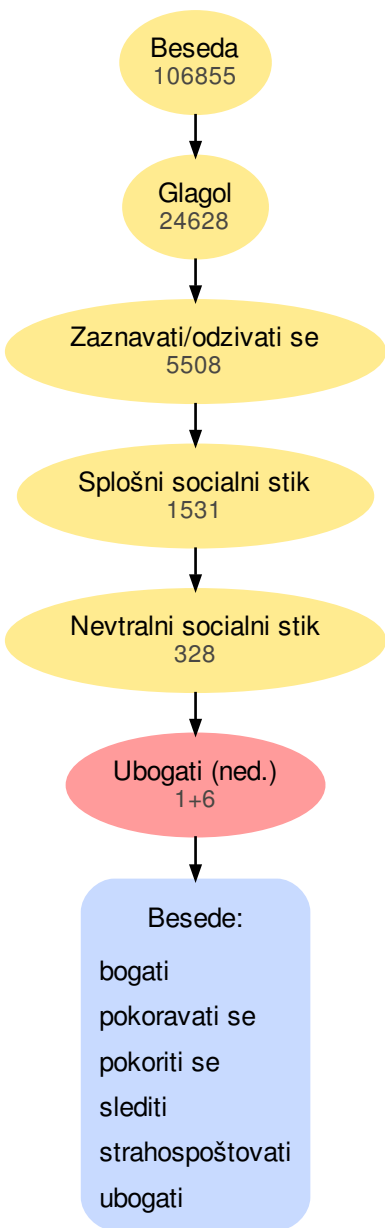 Beseda
106855
Glagol
24628
Zaznavati/odzivati se
5508
Splošni socialni stik
1531
Nevtralni socialni stik
328
Ubogati (ned.)
1+6
Besede:
bogati
pokoravati se
pokoriti se
slediti
strahospoštovati
ubogati